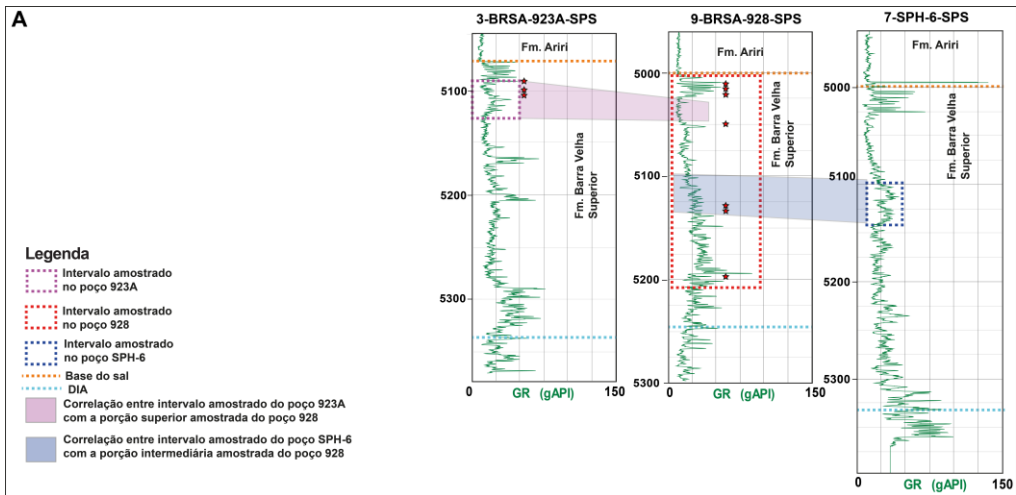 A
3-BRSA-923A-SPS
9-BRSA-928-SPS
7-SPH-6-SPS
Fm. Ariri
5100
5200
5300
Fm. Barra Velha
Superior
0
GR (gAPI)
150
Fm. Ariri
5000
5100
5200
5300
Fm. Barra Velha
Superior
0
GR (gAPI)
150
Fm. Ariri
5000
5100
5200
5300
Fm. Barra Velha
Superior
0
150
GR (gAPI)
Legenda
Intervalo amostrado
no poço 923A
Intervalo amostrado
no poço 928
Intervalo amostrado
no poço SPH-6
Base do sal
DIA
Correlação entre intervalo amostrado do poço 923A
com a porção superior amostrada do poço 928
Correlação entre intervalo amostrado do poço SPH-6
com a porção intermediária amostrada do poço 928